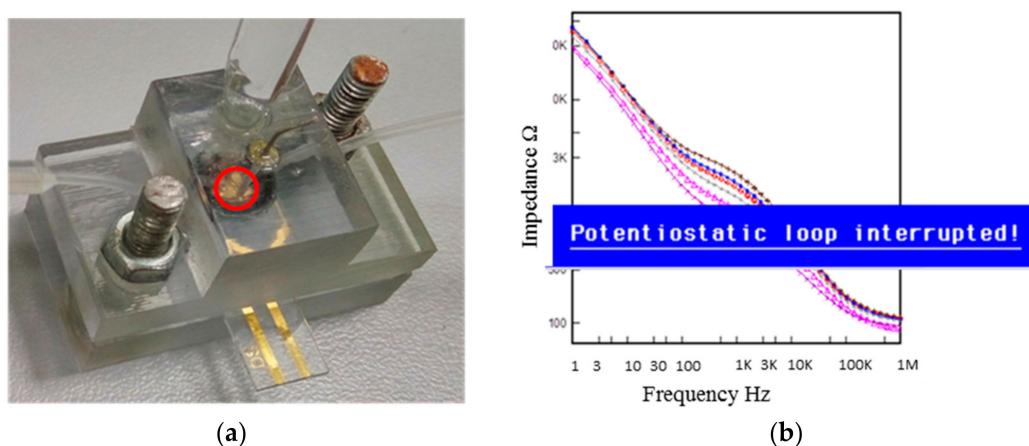 0K
0K
3K
Impedance Ω
Potentiostatic loop interrupted!
300
100
1 3 10 30 100 1K 3K 10K 100K 1M
Frequency Hz
(a)
(b)